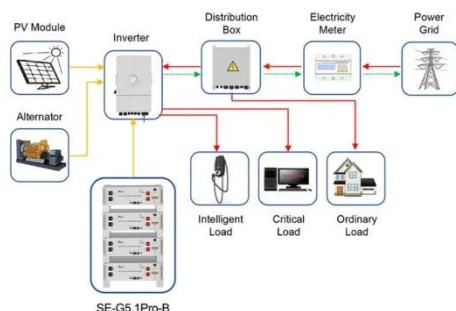 PV Module
Inverter
Distribution
Box
Electricity
Meter
Power
Grid
Alternator
Intelligent
Load
Critical
Load
Ordinary
Load
SE-G5.1Pro-B